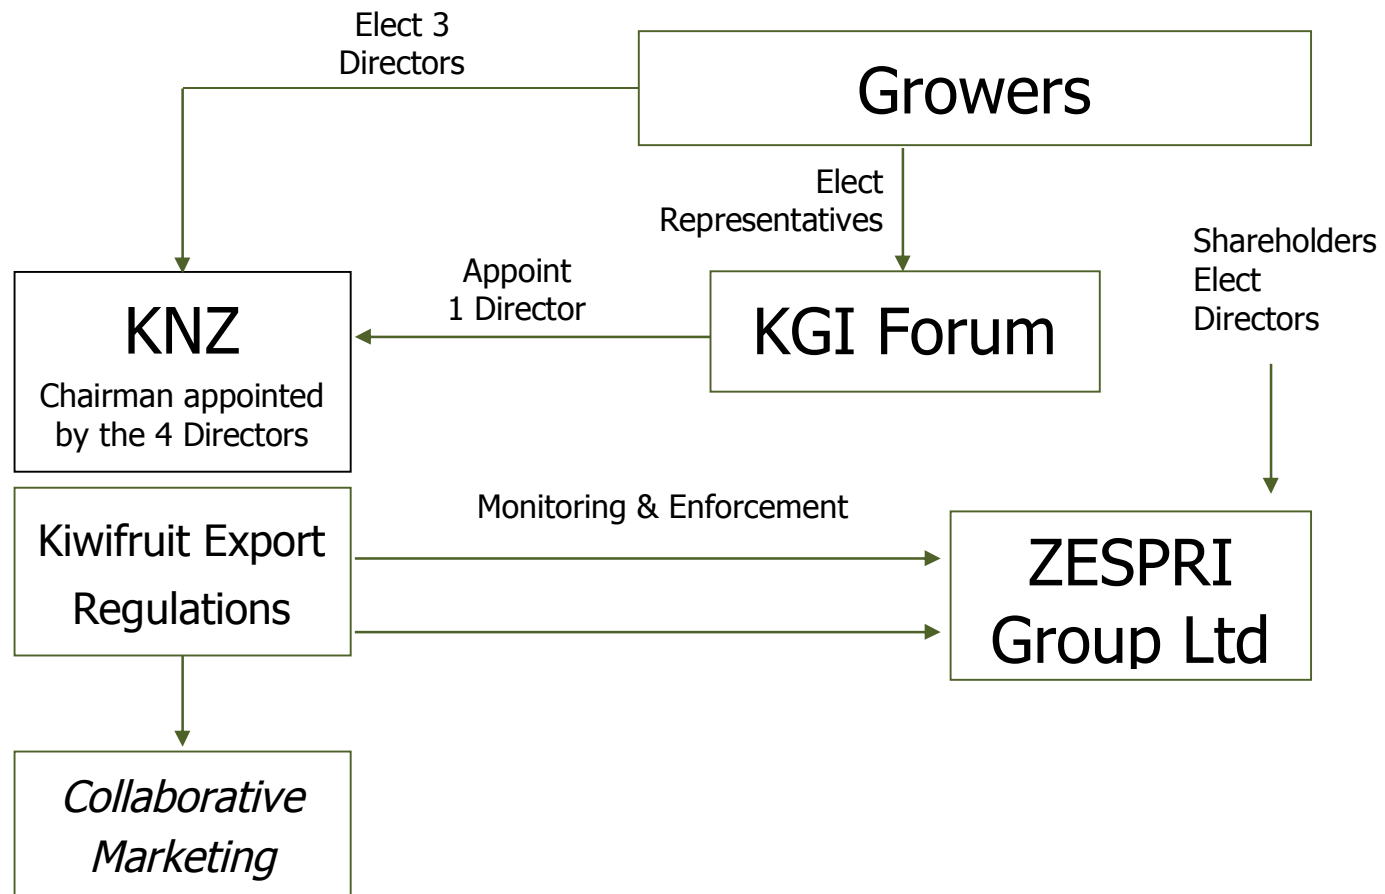 Elect 3
Directors
Growers
Elect
Representatives
Shareholders
Elect
Directors
Appoint
1 Director
KNZ
Chairman appointed
by the 4 Directors
KGI Forum
Kiwifruit Export
Regulations
Monitoring & Enforcement
ZESPRI
Group Ltd
Collaborative
Marketing